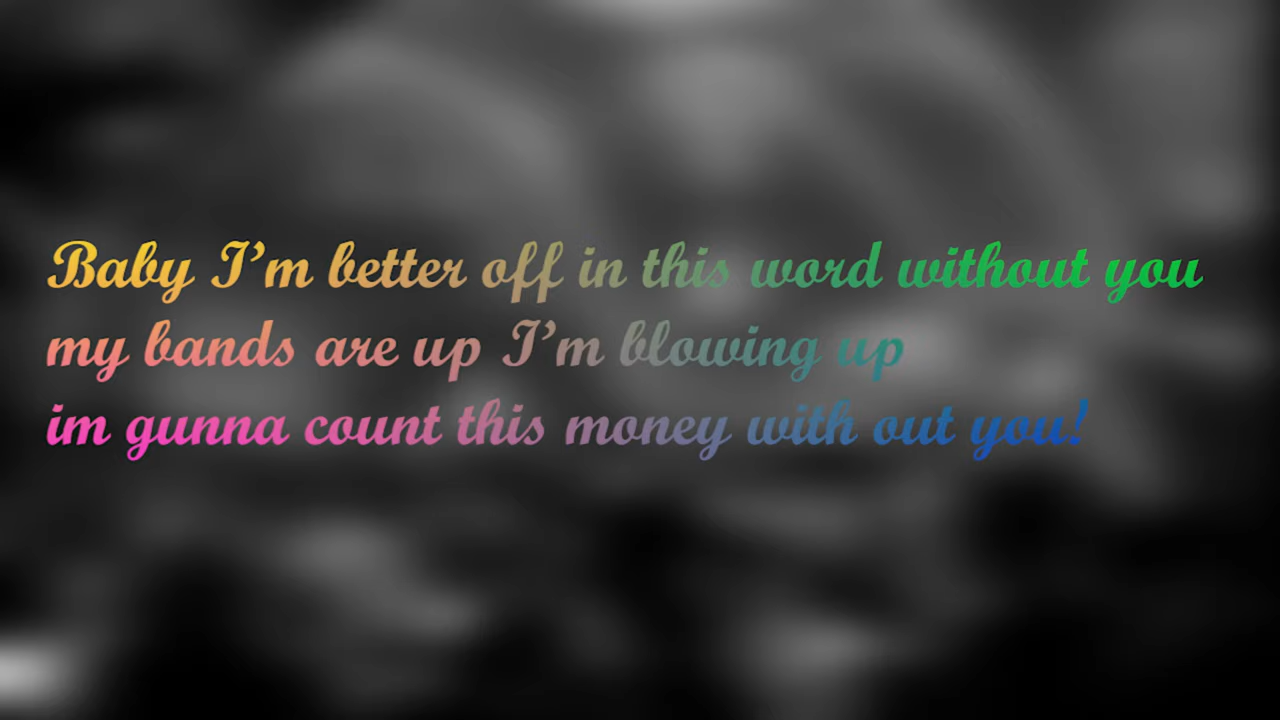 Baby I’m better off in this word without you
my bands are up I’m blowing up
im gunna count this money with out you!